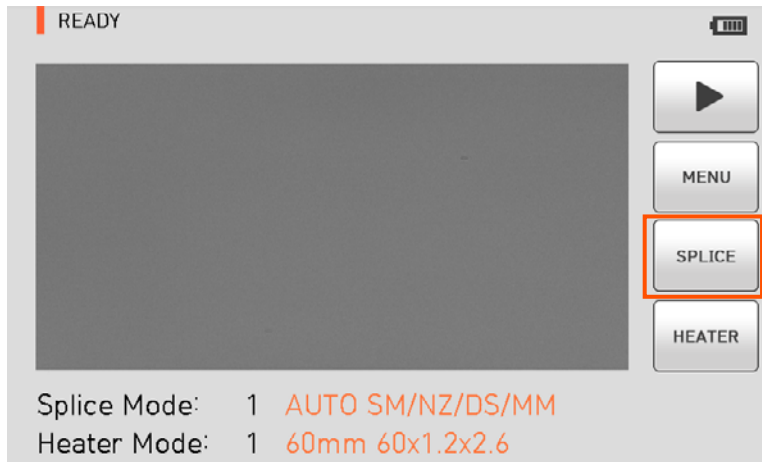 READY
MENU
SPLICE
HEATER
Splice Mode: 1 AUTO SM/NZ/DS/MM
Heater Mode: 1 60mm 60x1.2x2.6